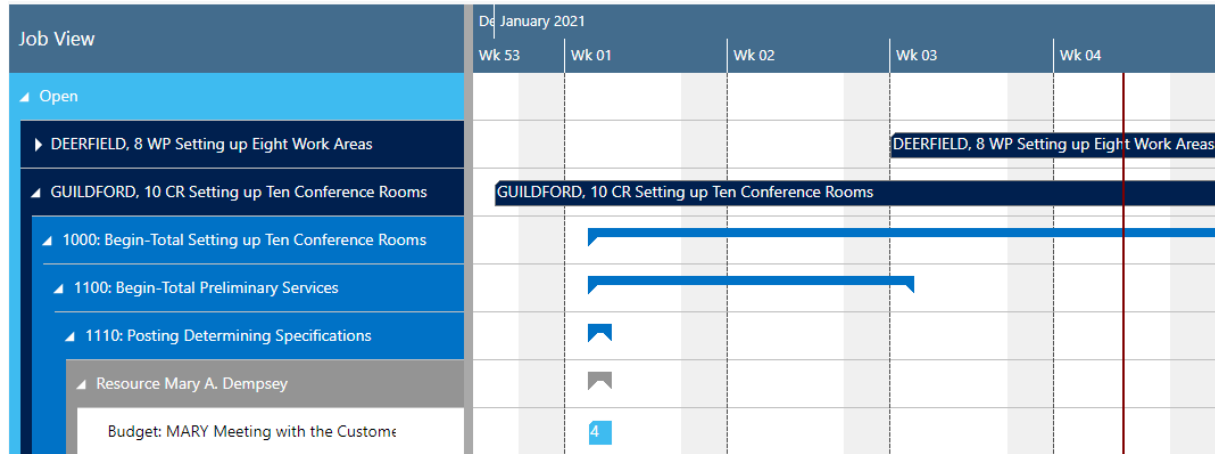 Job View
De January 2021
Wk 53 Wk 01 Wk 02 Wk 03 Wk 04
Open
DEERFIELD, 8 WP Setting up Eight Work Areas
DEERFIELD, 8 WP Setting up Eight Work Areas
GUILDFORD, 10 CR Setting up Ten Conference Rooms
GUILDFORD, 10 CR Setting up Ten Conference Rooms
1000: Begin-Total Setting up Ten Conference Rooms
1100: Begin-Total Preliminary Services
1110: Posting Determining Specifications
Resource Mary A. Dempsey
Budget: MARY Meeting with the Custome
4